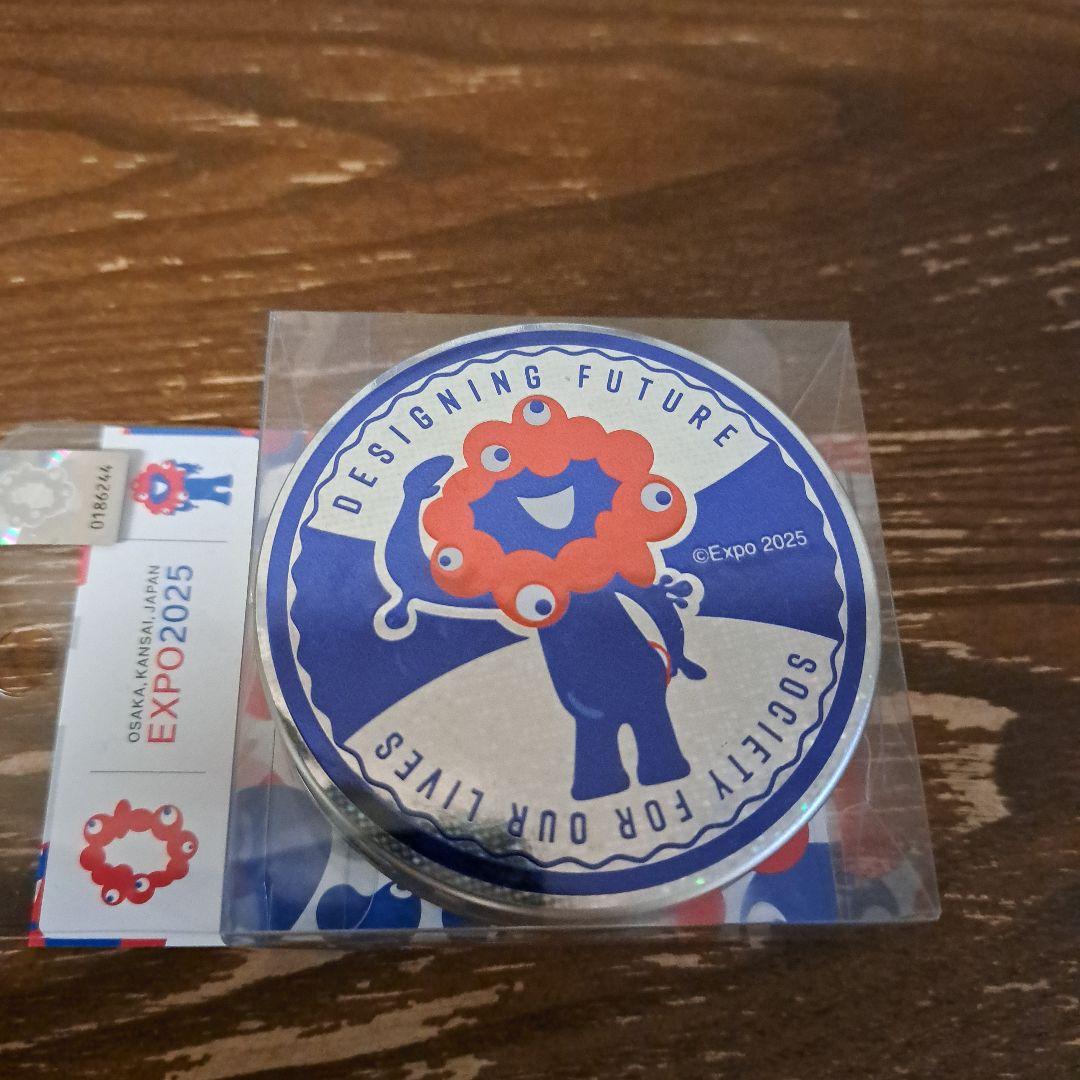 DESIGNING FUTURE
SOCIETY FOR OUR LIVES
©Expo 2025
0186244
OSAKA, KANSAI, JAPAN
EXPO2025